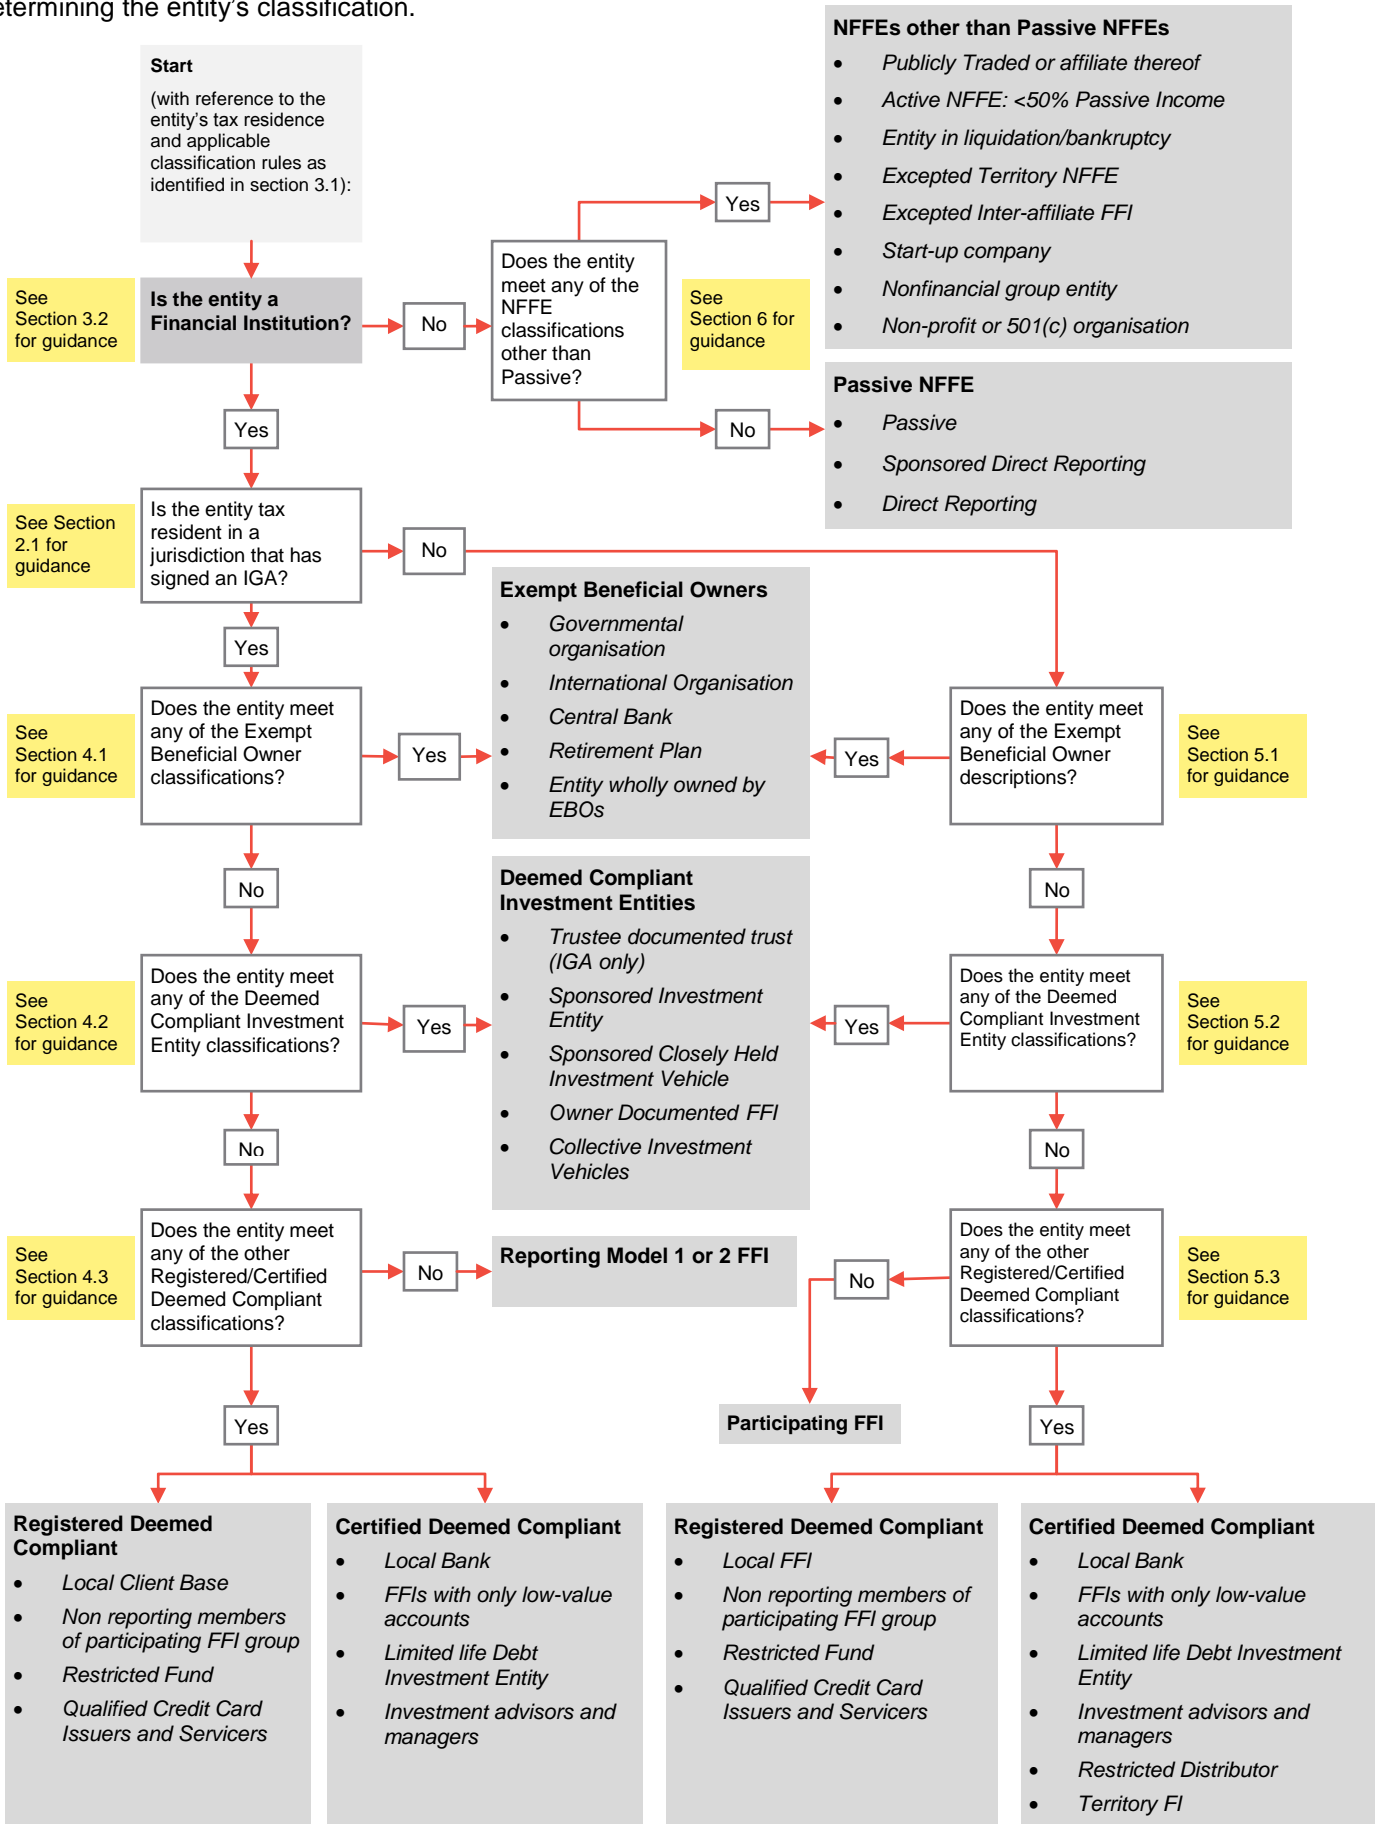 etermining the entity's classification.
Start
(with reference to the
entity's tax residence
and applicable
classification rules as
identified in section 3.1):
NFFEs other than Passive NFFEs
• Publicly Traded or affiliate thereof
• Active NFFE: <50% Passive Income
• Entity in liquidation/bankruptcy
• Excepted Territory NFFE
• Excepted Inter-affiliate FFI
• Start-up company
• Nonfinancial group entity
• Non-profit or 501(c) organisation
Yes
See
Section 3.2
for guidance
Is the entity a
Financial Institution?
No
Does the entity
meet any of the
NFFE
classifications
other than
Passive?
See
Section 6 for
guidance
Passive NFFE
• Passive
• Sponsored Direct Reporting
• Direct Reporting
No
Yes
See Section
2.1 for
guidance
Is the entity tax
resident in a
jurisdiction that has
signed an IGA?
No
Yes
Exempt Beneficial Owners
• Governmental
organisation
• International Organisation
• Central Bank
• Retirement Plan
• Entity wholly owned by
EBOs
See
Section 4.1
for guidance
Does the entity meet
any of the Exempt
Beneficial Owner
classifications?
Yes
Yes
Does the entity meet
any of the Exempt
Beneficial Owner
descriptions?
See
Section 5.1
for guidance
No
No
Deemed Compliant
Investment Entities
• Trustee documented trust
(IGA only)
• Sponsored Investment
Entity
• Sponsored Closely Held
Investment Vehicle
• Owner Documented FFI
• Collective Investment
Vehicles
See
Section 4.2
for guidance
Does the entity meet
any of the Deemed
Compliant Investment
Entity classifications?
Yes
Yes
Does the entity meet
any of the Deemed
Compliant Investment
Entity classifications?
See
Section 5.2
for guidance
No
No
See
Section 4.3
for guidance
Does the entity meet
any of the other
Registered/Certified
Deemed Compliant
classifications?
No
Reporting Model 1 or 2 FFI
No
Does the entity meet
any of the other
Registered/Certified
Deemed Compliant
classifications?
See
Section 5.3
for guidance
Yes
Participating FFI
Yes
Registered Deemed
Compliant
• Local Client Base
• Non reporting members
of participating FFI group
• Restricted Fund
• Qualified Credit Card
Issuers and Servicers
Certified Deemed Compliant
• Local Bank
• FFIs with only low-value
accounts
• Limited life Debt
Investment Entity
• Investment advisors and
managers
Registered Deemed Compliant
• Local FFI
• Non reporting members of
participating FFI group
• Restricted Fund
• Qualified Credit Card
Issuers and Servicers
Certified Deemed Compliant
• Local Bank
• FFIs with only low-value
accounts
• Limited life Debt Investment
Entity
• Investment advisors and
managers
• Restricted Distributor
• Territory FI